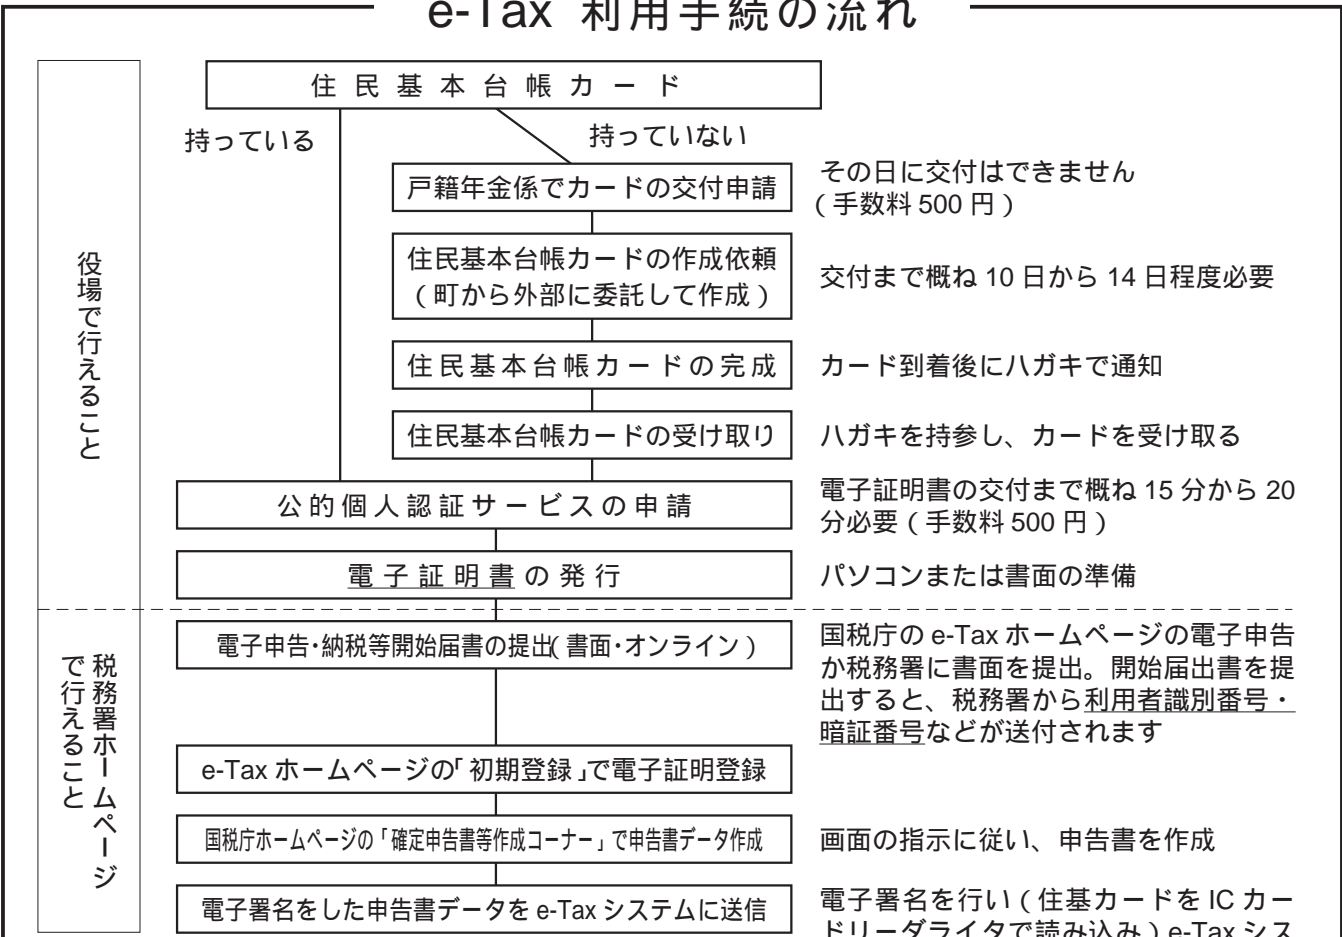 e-Tax 利用手続の流れ
役場で行えること
住民基本台帳カード
持っている
持っていない
戸籍年金係でカードの交付申請
その日に交付はできません
(手数料 500 円)
住民基本台帳カードの作成依頼
(町から外部に委託して作成)
交付まで概ね 10 日から 14 日程度必要
住民基本台帳カードの完成
カード到着後にハガキで通知
住民基本台帳カードの受け取り
ハガキを持参し、カードを受け取る
公的個人認証サービスの申請
電子証明書の交付まで概ね 15 分から 20
分必要(手数料 500 円)
電子証明書の発行
パソコンまたは書面の準備
税務署ホームページ
で行えること
電子申告・納税等開始届書の提出(書面・オンライン)
国税庁の e-Tax ホームページの電子申告
か税務署に書面を提出。開始届出書を提
出すると、税務署から利用者識別番号・
暗証番号などが送付されます
e-Tax ホームページの「初期登録」で電子証明登録
国税庁ホームページの「確定申告書等作成コーナー」で申告書データ作成
画面の指示に従い、申告書を作成
電子署名をした申告書データを e-Tax システムに送信
電子署名を行い(住基カードを IC カー
ドリーダライタで読み込み)e-Tax シス